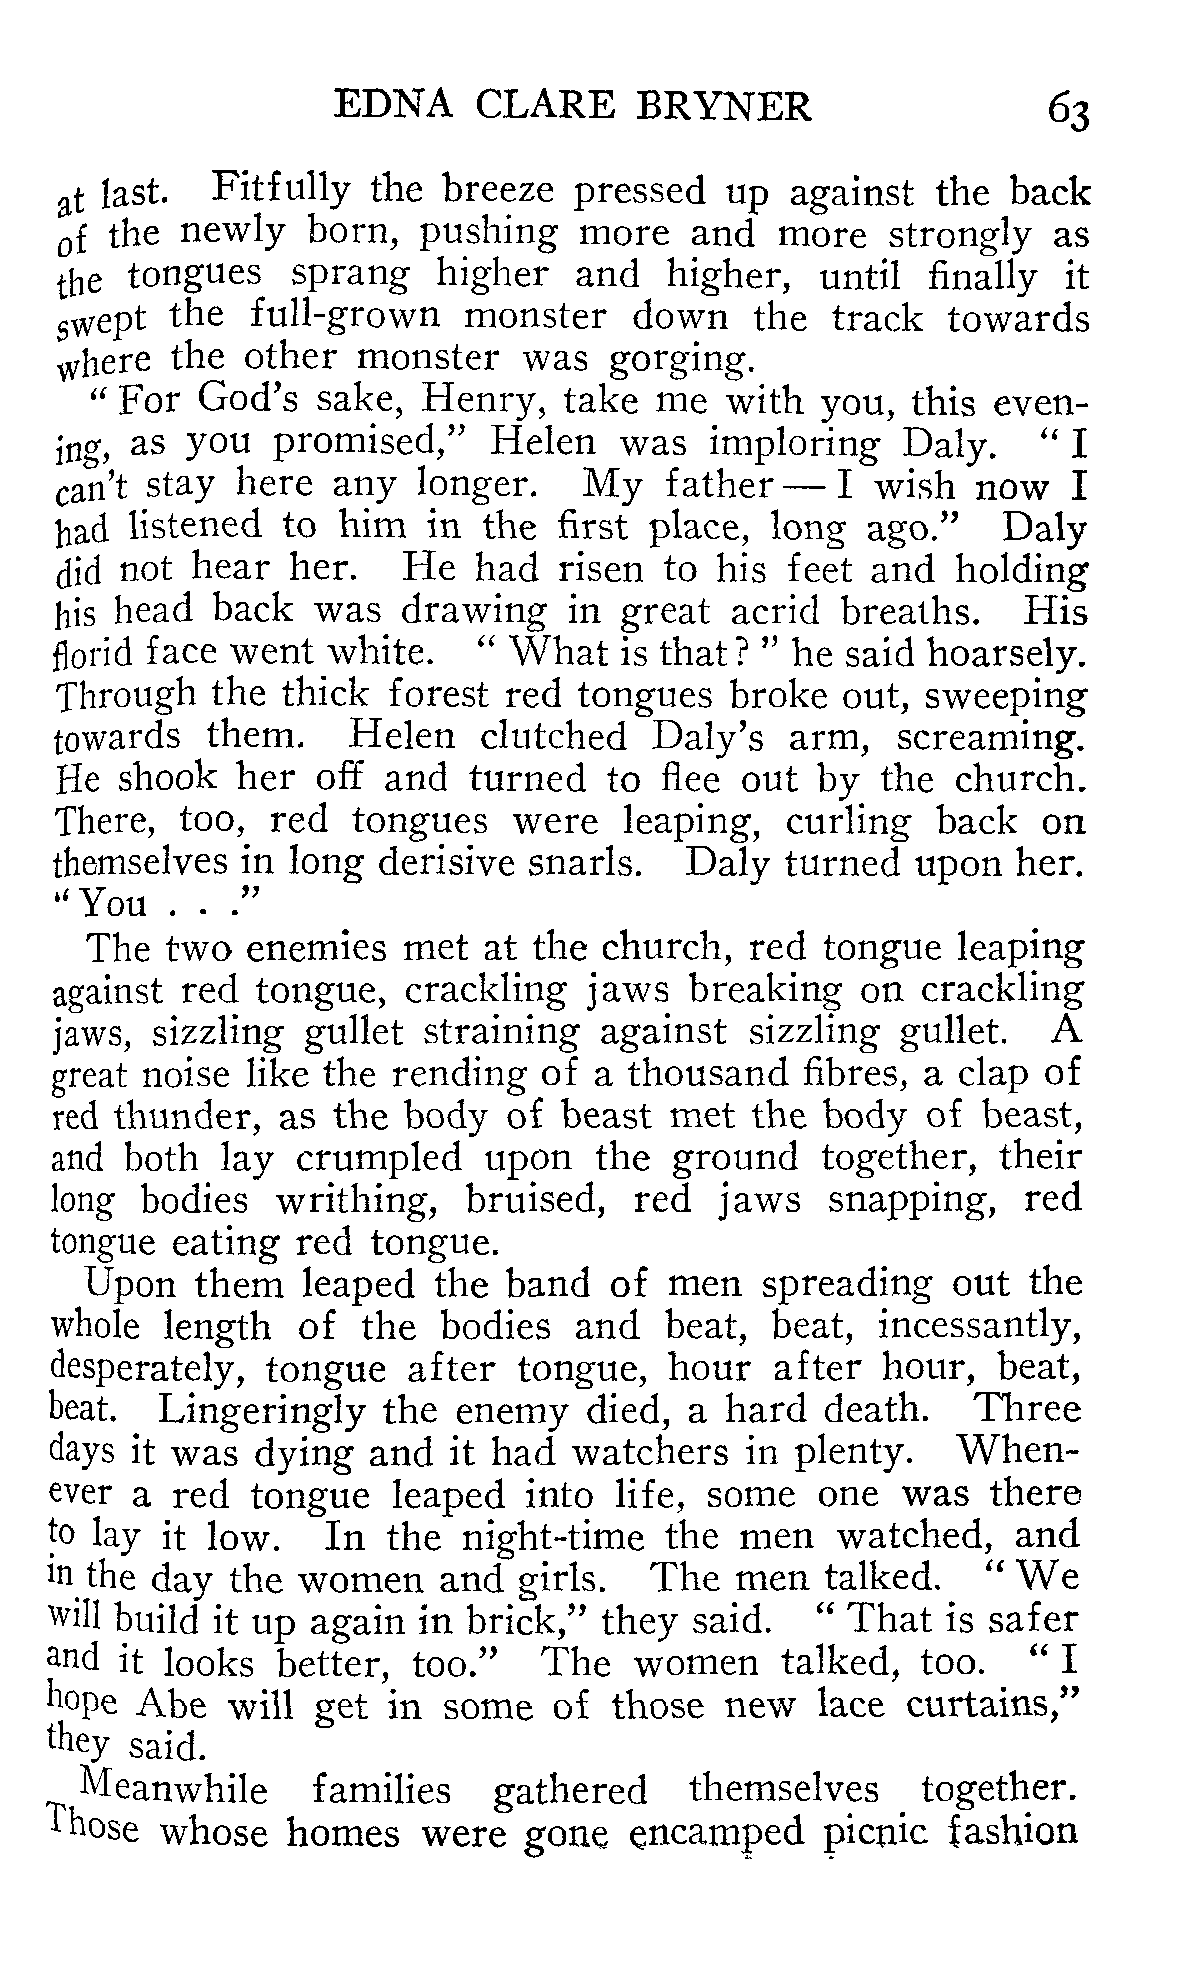 EDNA CLARE BRYNER 63
at last. Fitfully the breeze pressed up against the back
of the newly born, pushing more and more strongly as
the tongues sprang higher and higher, until finally it
swept the full-grown monster down the track towards
where the other monster was gorging.
" For God's sake, Henry, take me with you, this even-
ing, as you promised," Helen was imploring Daly. " I
can't stay here any longer. My father — I wish now I
had listened to him in the first place, long ago." Daly
did not hear her. He had risen to his feet and holding
his head back was drawing in great acrid breaths. His
florid face went white. " What is that? " he said hoarsely.
Through the thick forest red tongues broke out, sweeping
towards them. Helen clutched Daly's arm, screaming.
He shook her off and turned to flee out by the church.
There, too, red tongues were leaping, curling back on
themselves in long derisive snarls. Daly turned upon her.
" You . . ."
The two enemies met at the church, red tongue leaping
against red tongue, crackling jaws breaking on crackling
jaws, sizzling gullet straining against sizzling gullet. A
great noise like the rending of a thousand fibres, a clap of
red thunder, as the body of beast met the body of beast,
and both lay crumpled upon the ground together, their
long bodies writhing, bruised, red jaws snapping, red
tongue eating red tongue.
Upon them leaped the band of men spreading out the
whole length of the bodies and beat, beat, incessantly,
desperately, tongue after tongue, hour after hour, beat,
beat. Lingeringly the enemy died, a hard death. Three
days it was dying and it had watchers in plenty. When-
ever a red tongue leaped into life, some one was there
to lay it low. In the night-time the men watched, and
in the day the women and girls. The men talked. " We
will build it up again in brick," they said. " That is safer
and it looks better, too." The women talked, too. " I
hope Abe will get in some of those new lace curtains,"
they said.
Meanwhile families gathered themselves together.
Those whose homes were gone encamped picnic fashion